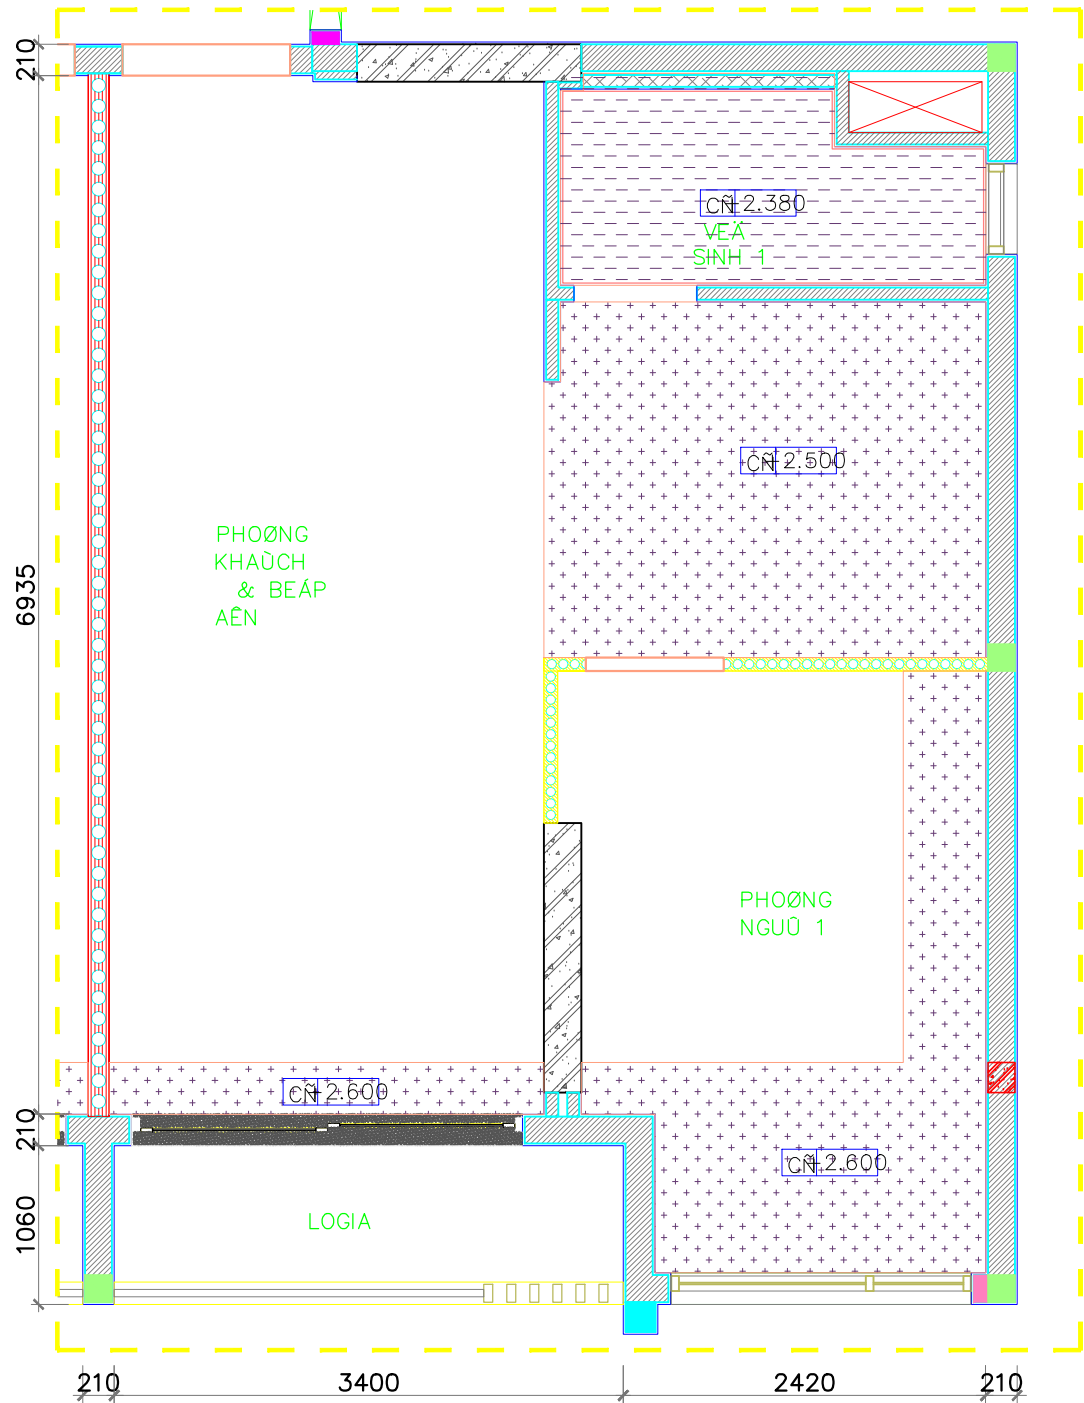 210
CÑ + 2.380
VEÄ
SINH 1
CÑ + 2.500
PHOØNG
KHAÙCH
& BEÁP
AÊN
6935
PHOØNG
NGUÛ 1
CÑ + 2.600
210
CÑ + 2.600
1060
LOGIA
210
3400
2420
210